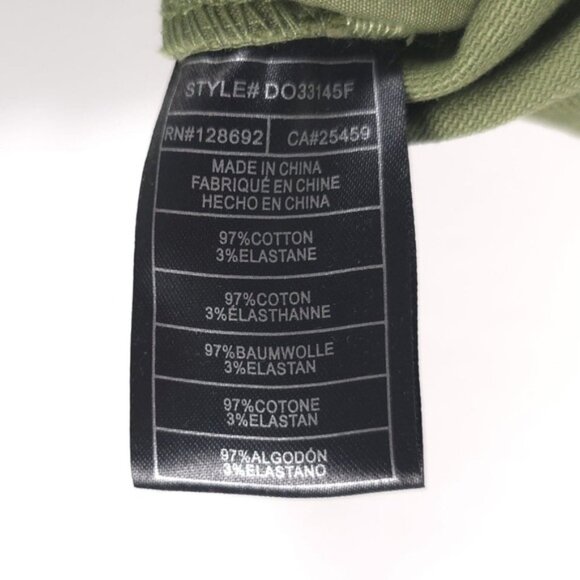 STYLE# DO33145F
RN#128692 CA#25459
MADE IN CHINA
FABRIQUÉ EN CHINE
HECHO EN CHINA
97%COTTON
3%ELASTANE
97%COTON
3%ÉLASTHANNE
97%BAUMWOLLE
3%ELASTAN
97%COTONE
3%ELASTAN
97%ALGODÓN
3%ELASTANO